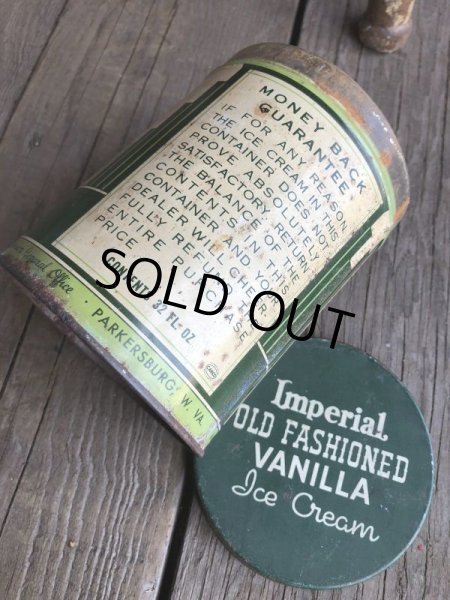 MONEY BACK
GUARANTEE
IF FOR ANY REASON
THE ICE CREAM IN THIS
CONTAINER DOES NOT
PROVE ABSOLUTELY
SATISFACTORY RETURN
THE BALANCE OF THE
CONTENTS IN THIS
CONTAINER AND YOUR
DEALER WILL CHEER-
FULLY REFUND THE
ENTIRE PURCHASE
PRICE
CONTENTS 32 FL. OZ
Office • PARKERSBURG, W. VA.
SOLD OUT
Imperial
OLD FASHIONED
VANILLA
Ice Cream